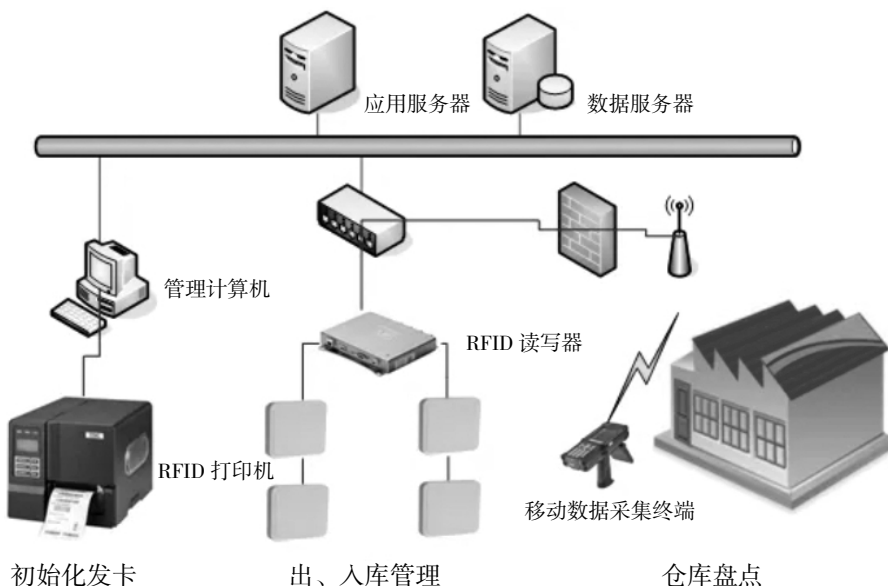 应用服务器
数据服务器
管理计算机
RFID 读写器
RFID 打印机
移动数据采集终端
初始化发卡
出、入库管理
仓库盘点